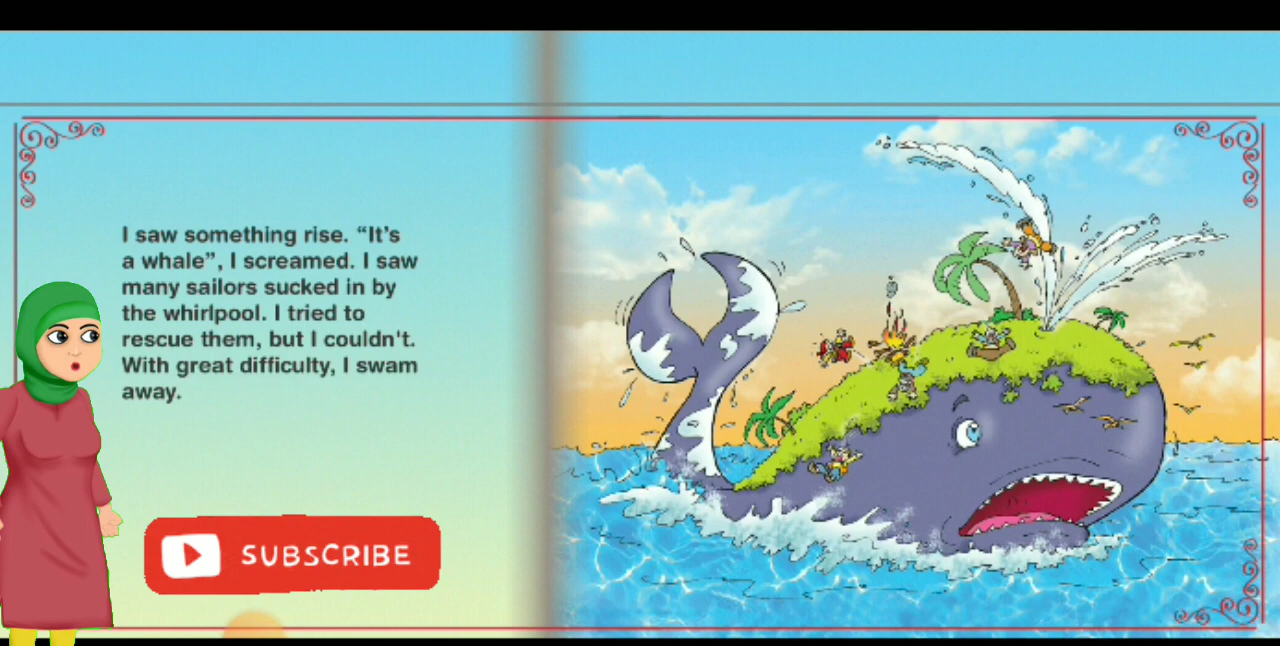 I saw something rise. “It’s
a whale”, I screamed. I saw
many sailors sucked in by
the whirlpool. I tried to
rescue them, but I couldn't.
With great difficulty, I swam
away.
SUBSCRIBE